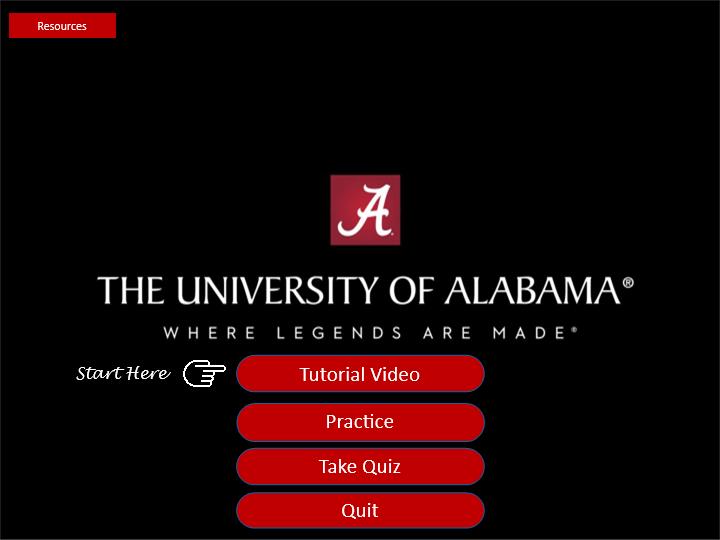 Resources
A
THE UNIVERSITY OF ALABAMA®
WHERE LEGENDS ARE MADE®
Start Here
Tutorial Video
Practice
Take Quiz
Quit